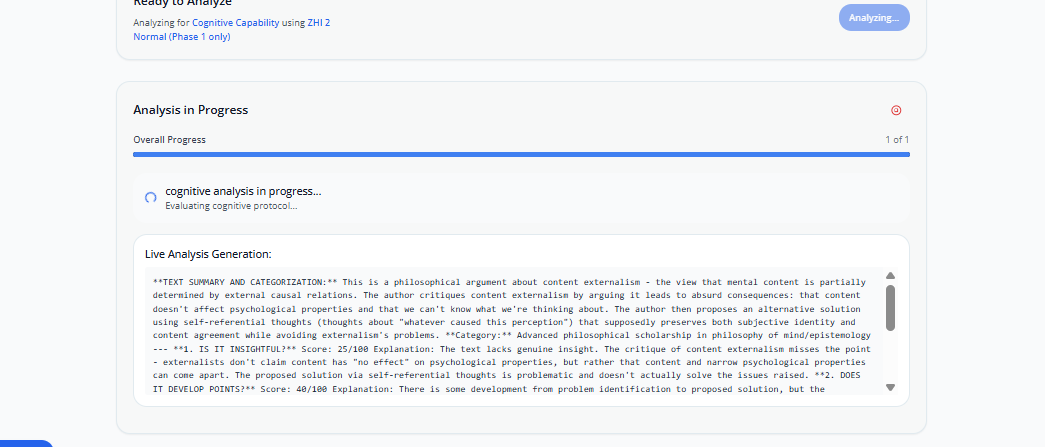 Ready to Analyze
Analyzing for Cognitive Capability using ZHI 2
Normal (Phase 1 only)
Analyzing...
Analysis in Progress
Overall Progress
1 of 1
cognitive analysis in progress...
Evaluating cognitive protocol...
Live Analysis Generation:
**TEXT SUMMARY AND CATEGORIZATION:** This is a philosophical argument about content externalism - the view that mental content is partially
determined by external causal relations. The author critiques content externalism by arguing it leads to absurd consequences: that content
doesn't affect psychological properties and that we can't know what we're thinking about. The author then proposes an alternative solution
using self-referential thoughts (thoughts about "whatever caused this perception") that supposedly preserves both subjective identity and
content agreement while avoiding externalism's problems. **Category:** Advanced philosophical scholarship in philosophy of mind/epistemology
--- **1. IS IT INSIGHTFUL?** Score: 25/100 Explanation: The text lacks genuine insight. The critique of content externalism misses the point
- externalists don't claim content has "no effect" on psychological properties, but rather that content and narrow psychological properties
can come apart. The proposed solution via self-referential thoughts is problematic and doesn't actually solve the issues raised. **2. DOES
IT DEVELOP POINTS?** Score: 40/100 Explanation: There is some development from problem identification to proposed solution, but the